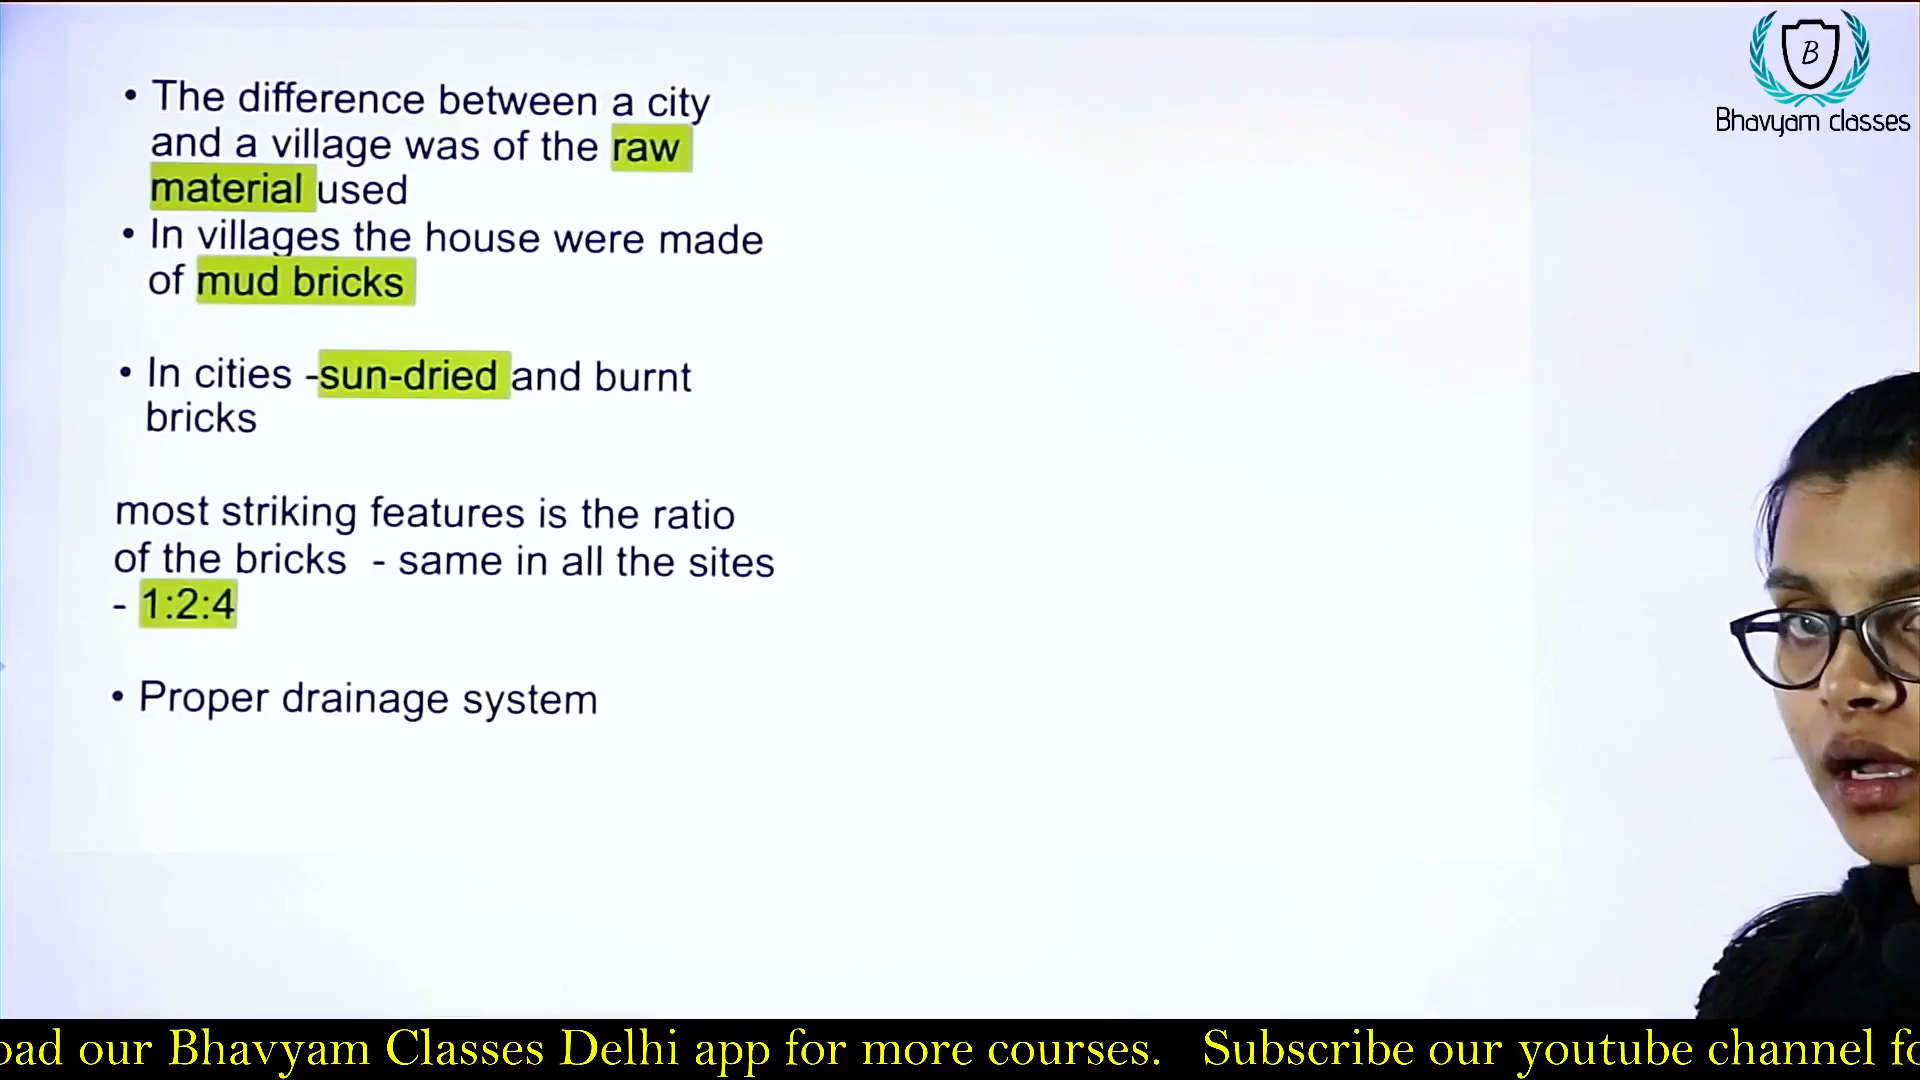 • The difference between a city
and a village was of the raw
material used
• In villages the house were made
of mud bricks
• In cities -sun-dried and burnt
bricks
most striking features is the ratio
of the bricks - same in all the sites
- 1:2:4
• Proper drainage system
B
Bhavyam classes
oad our Bhavyam Classes Delhi app for more courses. Subscribe our youtube channel fo